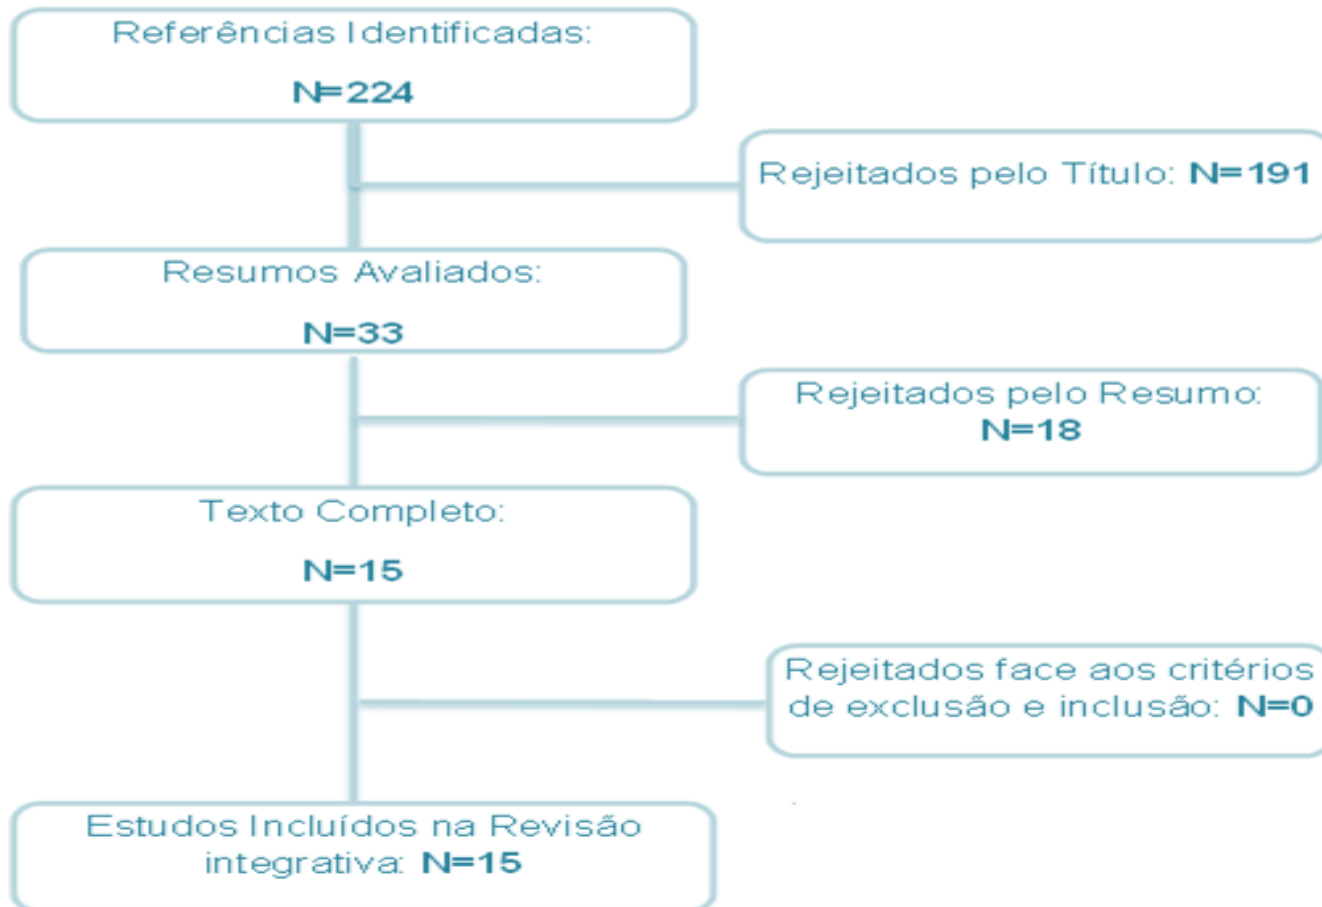 Referências Identificadas:
N=224
Rejeitados pelo Título: N=191
Resumos Avaliados:
N=33
Rejeitados pelo Resumo:
N=18
Texto Completo:
N=15
Rejeitados face aos critérios
de exclusão e inclusão: N=0
Estudos Incluídos na Revisão
integrativa: N=15